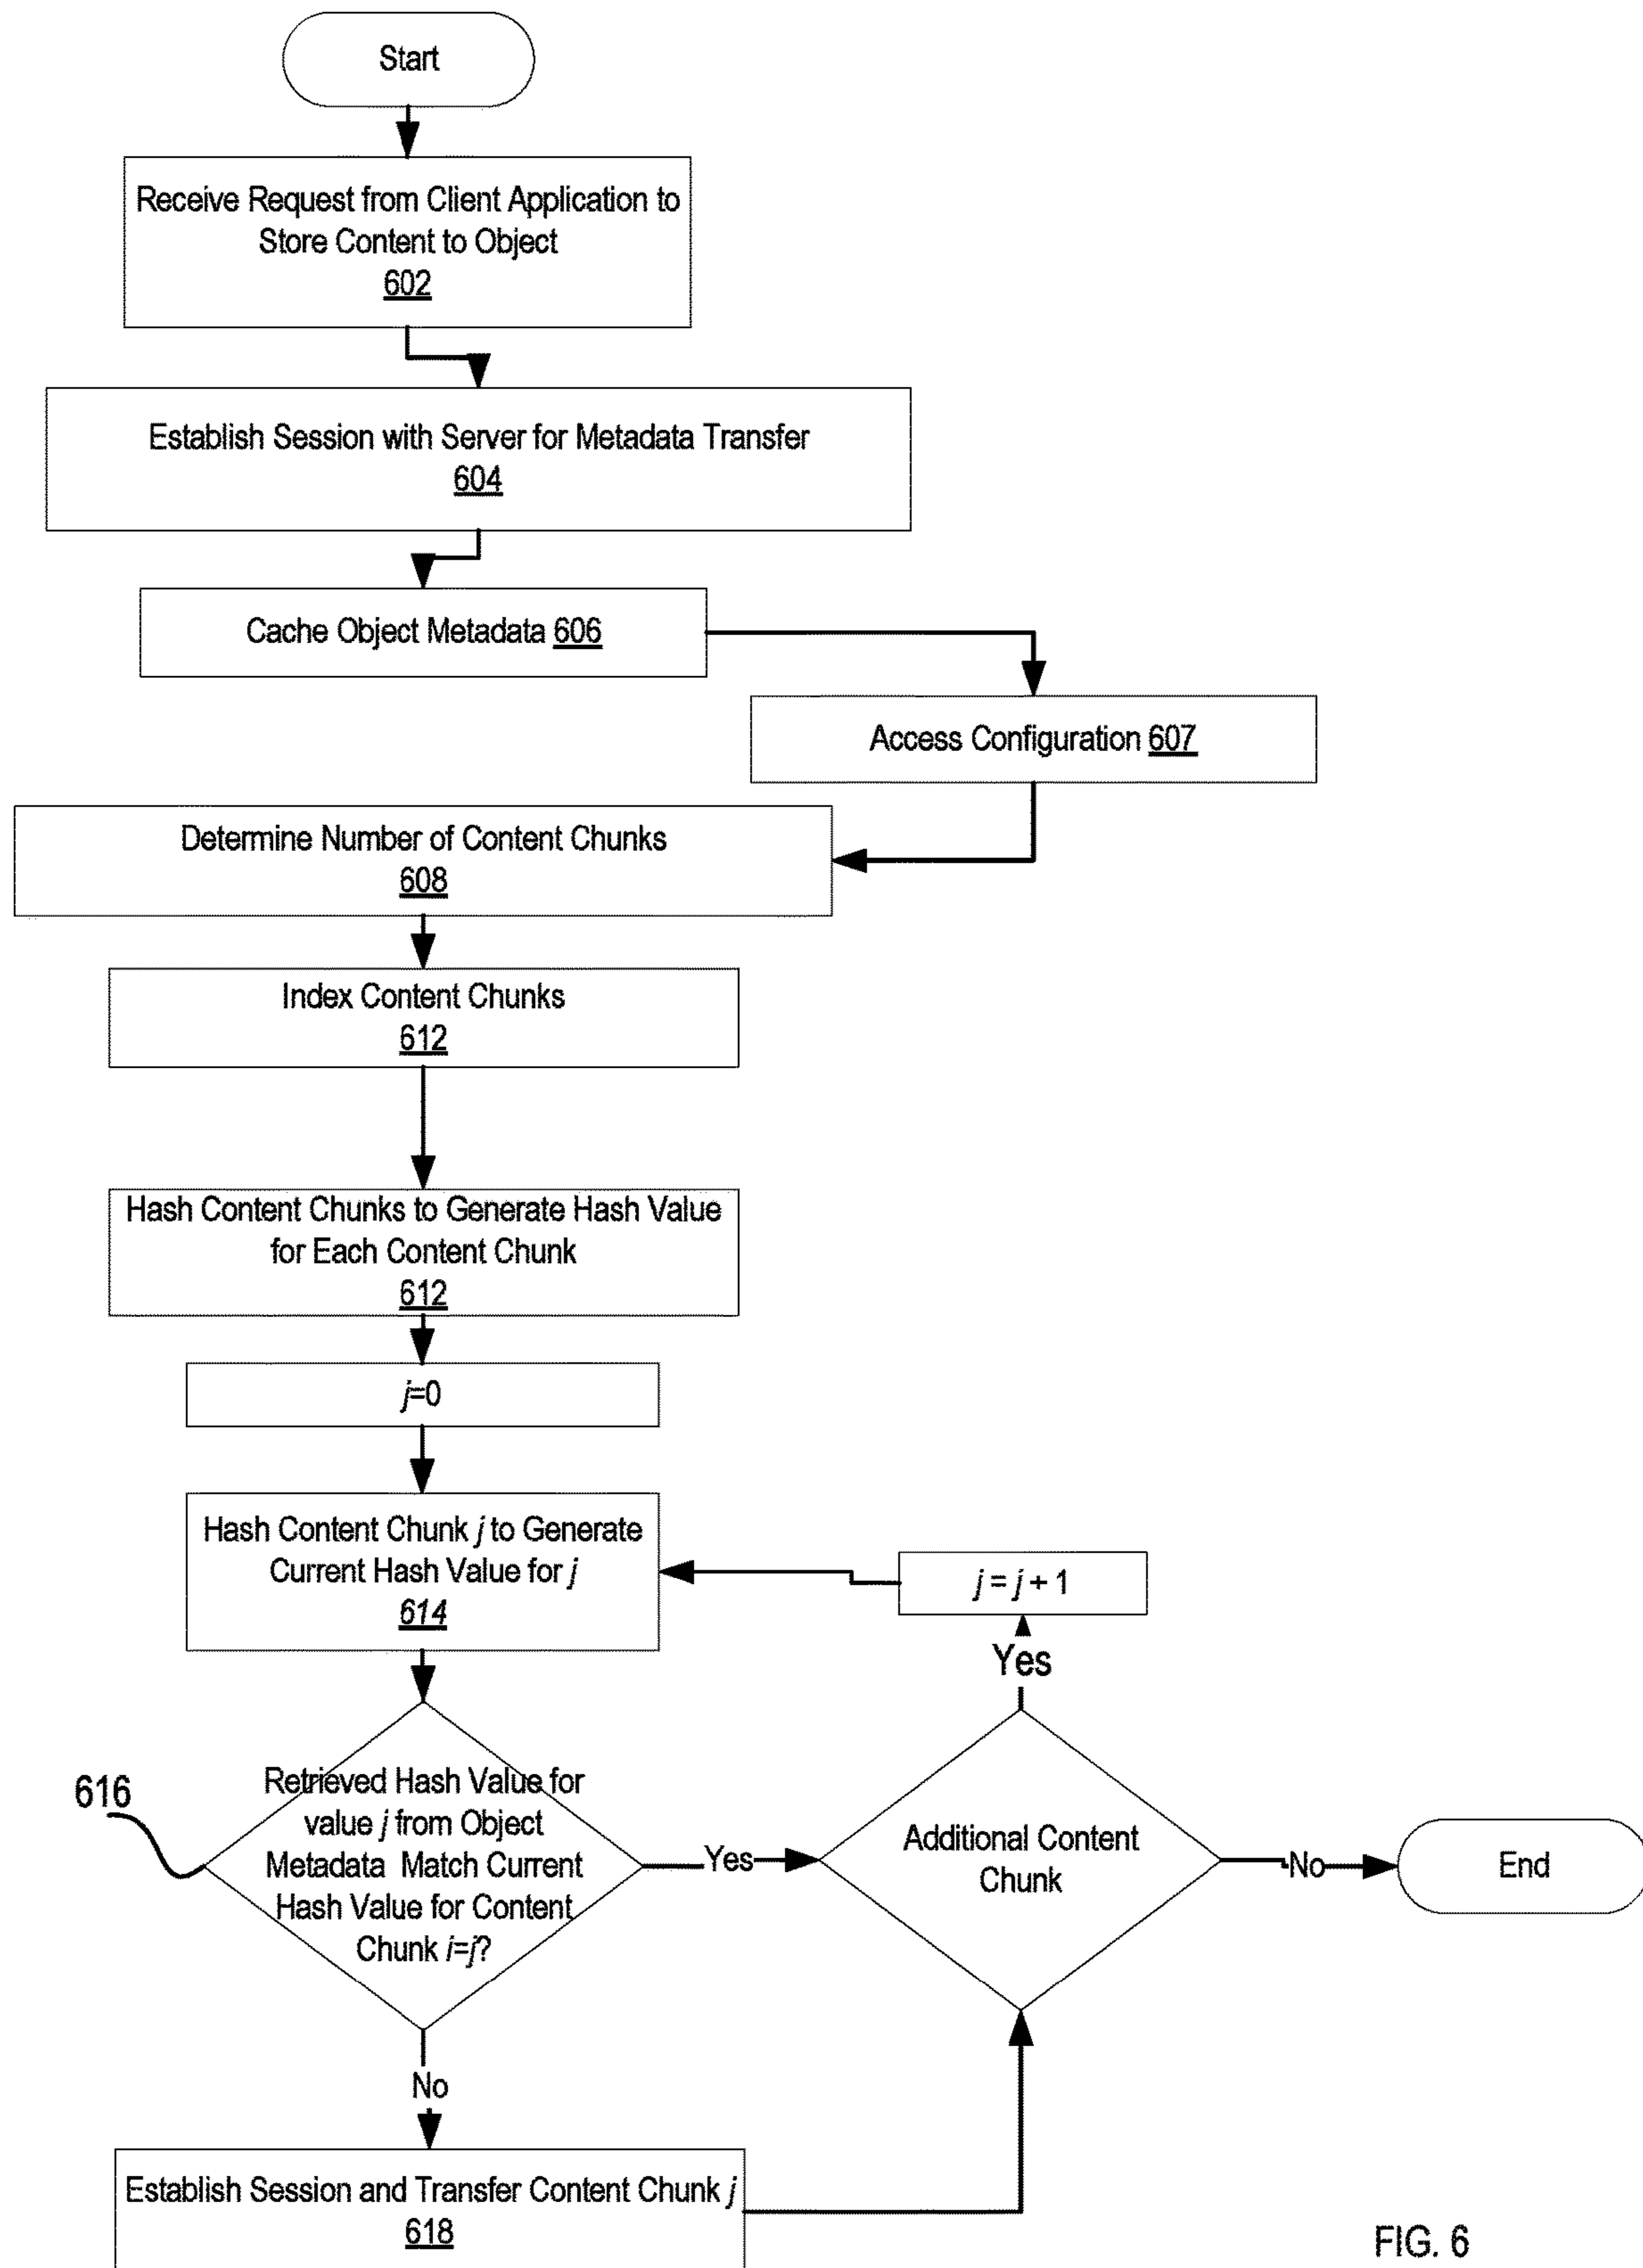 Start
Receive Request from Client Application to
Store Content to Object
602
Establish Session with Server for Metadata Transfer
604
Cache Object Metadata 606
Access Configuration 607
Determine Number of Content Chunks
608
Index Content Chunks
612
Hash Content Chunks to Generate Hash Value
for Each Content Chunk
612
j=0
Hash Content Chunk j to Generate
Current Hash Value for j
614
j = j + 1
Yes
616
Retrieved Hash Value for
value j from Object
Metadata Match Current
Hash Value for Content
Chunk i=j?
Yes
Additional Content
Chunk
No
End
No
Establish Session and Transfer Content Chunk j
618
FIG. 6